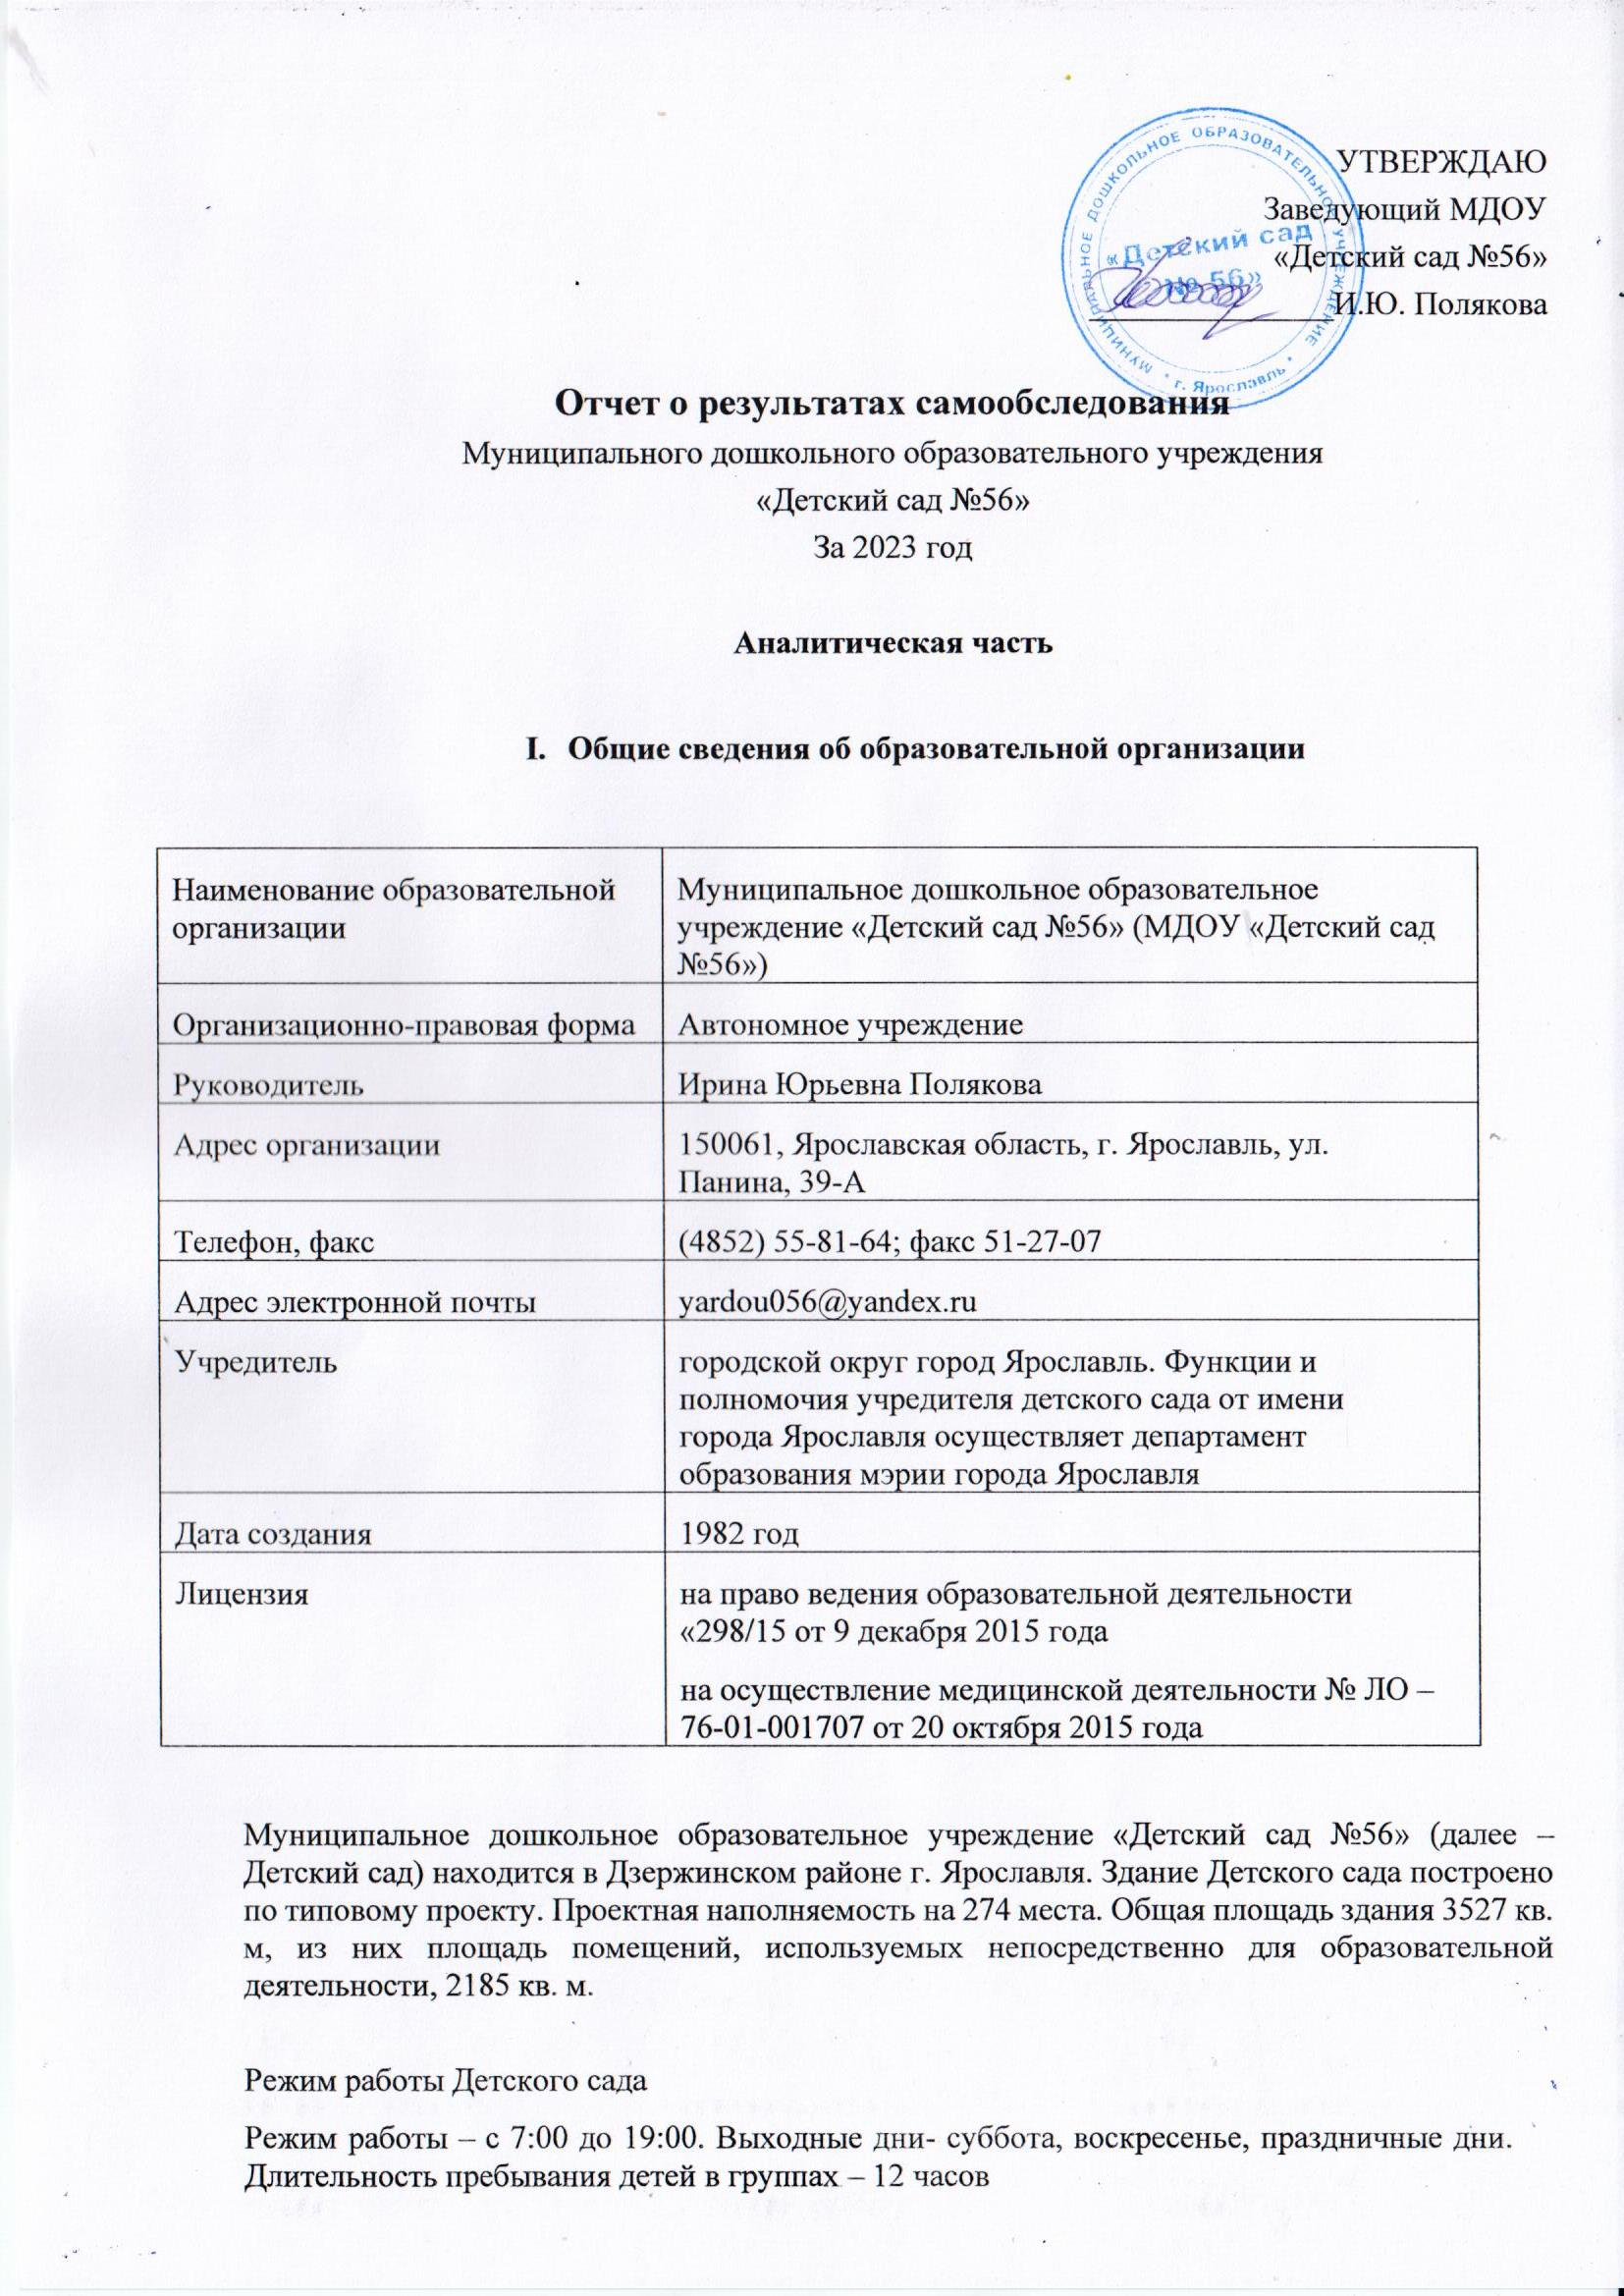 УТВЕРЖДАЮ
Заведующий МДОУ
«Детский сад №56»
И.Ю. Полякова
МУНИЦИПАЛЬНОЕ ДОШКОЛЬНОЕ ОБРАЗОВАТЕЛЬНОЕ УЧРЕЖДЕНИЕ
* г. Ярославль *
«Детский сад
№ 56»
Отчет о результатах самообследования
Муниципального дошкольного образовательного учреждения
«Детский сад №56»
За 2023 год
Аналитическая часть
I. Общие сведения об образовательной организации
Наименование образовательной
организации
Муниципальное дошкольное образовательное
учреждение «Детский сад №56» (МДОУ «Детский сад
№56»)
Организационно-правовая форма
Автономное учреждение
Руководитель
Ирина Юрьевна Полякова
Адрес организации
150061, Ярославская область, г. Ярославль, ул.
Панина, 39-А
Телефон, факс
(4852) 55-81-64; факс 51-27-07
Адрес электронной почты
yardou056@yandex.ru
Учредитель
городской округ город Ярославль. Функции и
полномочия учредителя детского сада от имени
города Ярославля осуществляет департамент
образования мэрии города Ярославля
Дата создания
1982 год
Лицензия
на право ведения образовательной деятельности
«298/15 от 9 декабря 2015 года
на осуществление медицинской деятельности № ЛО –
76-01-001707 от 20 октября 2015 года
Муниципальное дошкольное образовательное учреждение «Детский сад №56» (далее –
Детский сад) находится в Дзержинском районе г. Ярославля. Здание Детского сада построено
по типовому проекту. Проектная наполняемость на 274 места. Общая площадь здания 3527 кв.
м, из них площадь помещений, используемых непосредственно для образовательной
деятельности, 2185 кв. м.
Режим работы Детского сада
Режим работы – с 7:00 до 19:00. Выходные дни- суббота, воскресенье, праздничные дни.
Длительность пребывания детей в группах – 12 часов